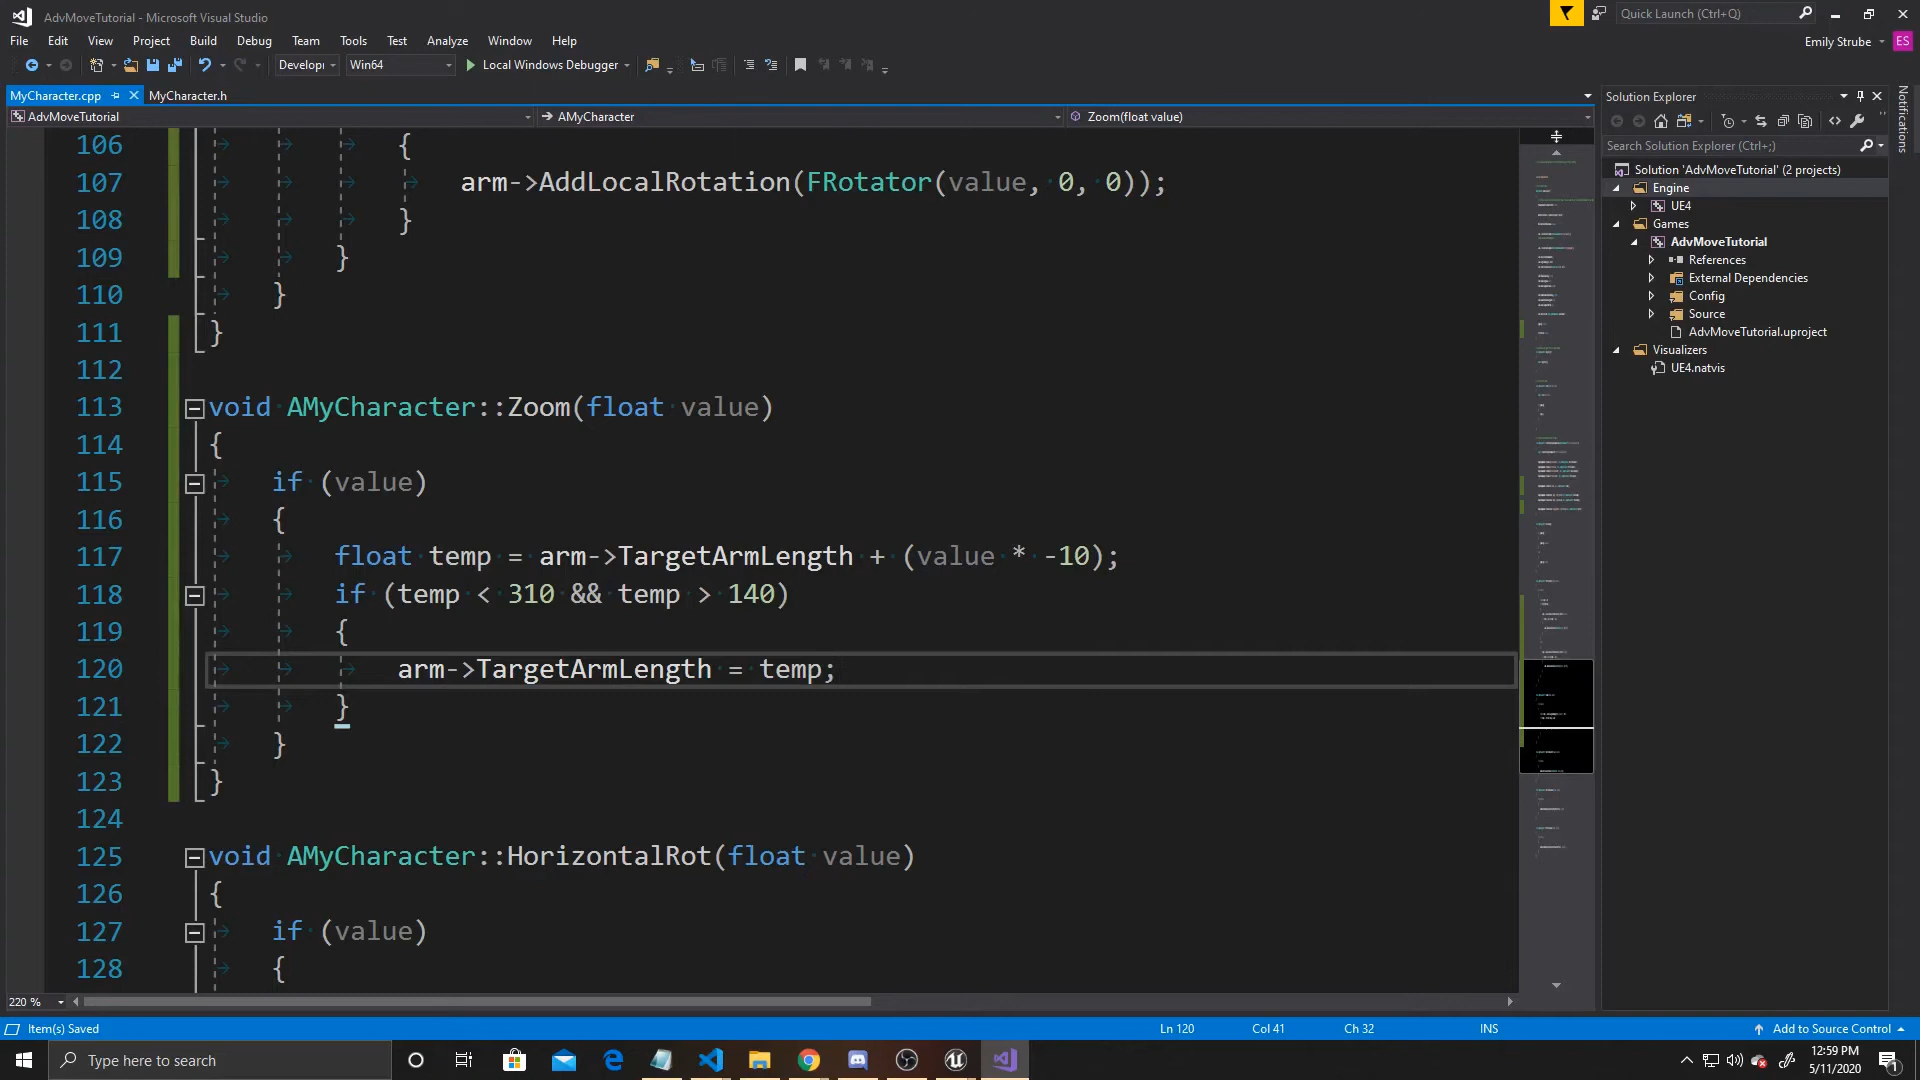 AdvMoveTutorial - Microsoft Visual Studio
Quick Launch (Ctrl+Q)
File Edit View Project Build Debug Team Tools Test Analyze Window Help
Emily Strube ES
Develop Win64 Local Windows Debugger
MyCharacter.cpp MyCharacter.h
AdvMoveTutorial AMyCharacter Zoom(float value)
106 {
107 arm->AddLocalRotation(FRotator(value, 0, 0));
108 }
109 }
110 }
111 }
112
113 void AMyCharacter::Zoom(float value)
114 {
115 if (value)
116 {
117 float temp = arm->TargetArmLength + (value * -10);
118 if (temp < 310 && temp > 140)
119 {
120 arm->TargetArmLength = temp;
121 }
122 }
123 }
124
125 void AMyCharacter::HorizontalRot(float value)
126 {
127 if (value)
128 {
220 %
Solution Explorer
Search Solution Explorer (Ctrl+;)
Solution 'AdvMoveTutorial' (2 projects)
Engine
UE4
Games
AdvMoveTutorial
References
External Dependencies
Config
Source
AdvMoveTutorial.uproject
Visualizers
UE4.natvis
Notifications
Item(s) Saved Ln 120 Col 41 Ch 32 INS Add to Source Control
Type here to search
12:59 PM
5/11/2020
1